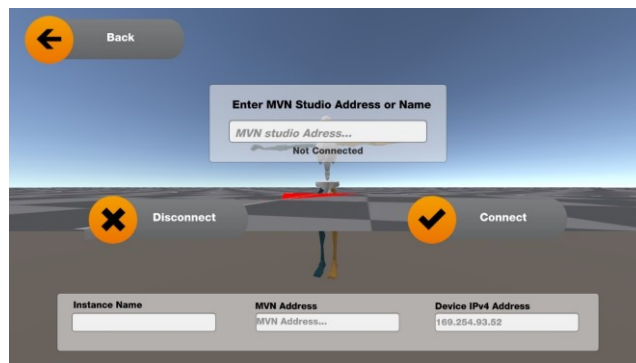 Back
Enter MVN Studio Address or Name
MVN studio Adress...
Not Connected
Disconnect
Connect
Instance Name
MVN Address
Device IPv4 Address
MVN Address...
169.254.93.52